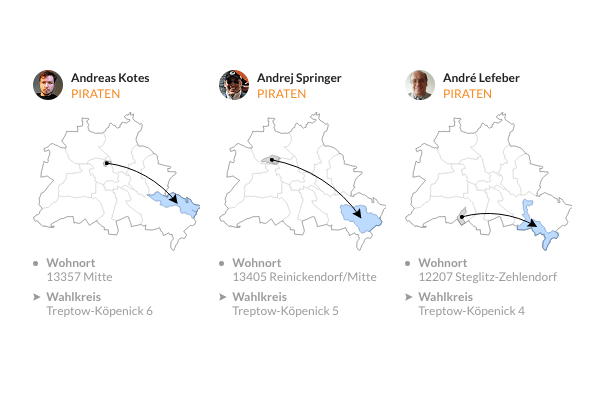 Andreas Kotes
PIRATEN
Wohnort
13357 Mitte
Wahlkreis
Treptow-Köpenick 6
Andrej Springer
PIRATEN
Wohnort
13405 Reinickendorf/Mitte
Wahlkreis
Treptow-Köpenick 5
André Lefeber
PIRATEN
Wohnort
12207 Steglitz-Zehlendorf
Wahlkreis
Treptow-Köpenick 4